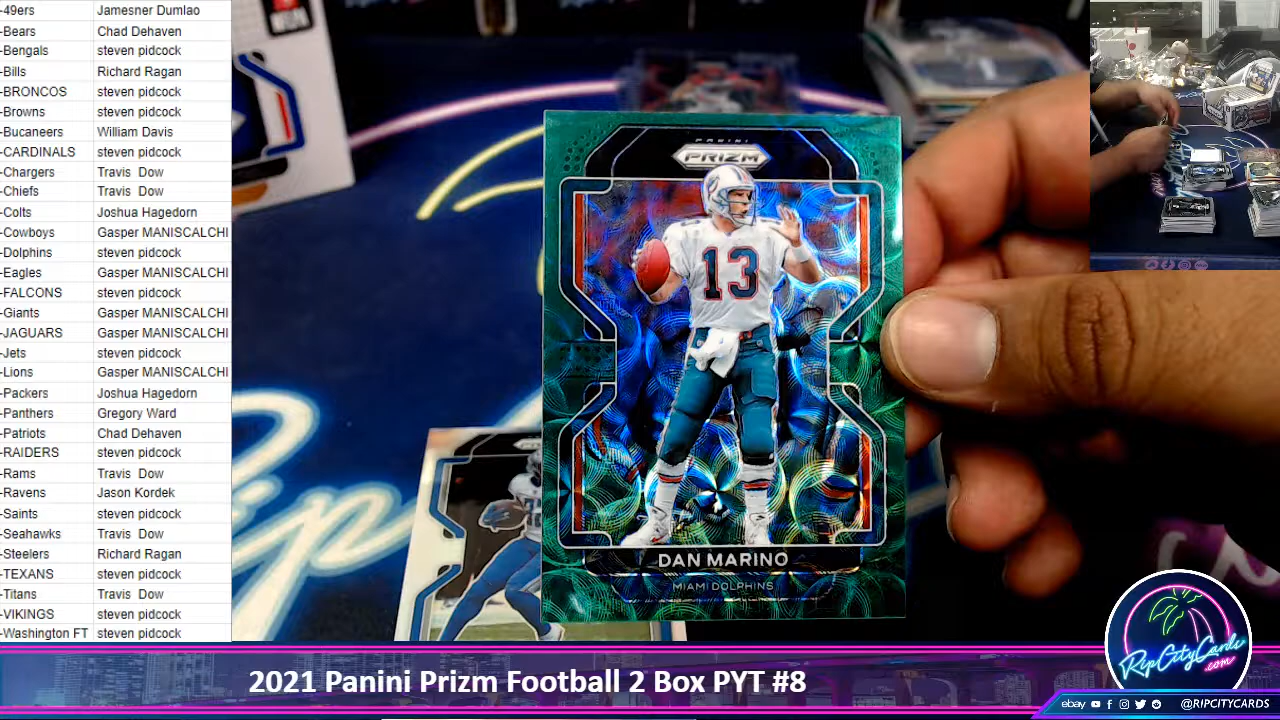 -49ers Jamesner Dumlao
-Bears Chad Dehaven
-Bengals steven pidcock
-Bills Richard Ragan
-BRONCOS steven pidcock
-Browns steven pidcock
-Bucaneers William Davis
-CARDINALS steven pidcock
-Chargers Travis Dow
-Chiefs Travis Dow
-Colts Joshua Hagedorn
-Cowboys Gasper MANISCALCHI
-Dolphins steven pidcock
-Eagles Gasper MANISCALCHI
-FALCONS steven pidcock
-Giants Gasper MANISCALCHI
-JAGUARS Gasper MANISCALCHI
-Jets steven pidcock
-Lions Gasper MANISCALCHI
-Packers Joshua Hagedorn
-Panthers Gregory Ward
-Patriots Chad Dehaven
-RAIDERS steven pidcock
-Rams Travis Dow
-Ravens Jason Kordek
-Saints steven pidcock
-Seahawks Travis Dow
-Steelers Richard Ragan
-TEXANS steven pidcock
-Titans Travis Dow
-VIKINGS steven pidcock
-Washington FT steven pidcock
PANINI
PRIZM
13
DAN MARINO
MIAMI DOLPHINS
2021 Panini Prizm Football 2 Box PYT #8
RipCityCards
.com
ebay @RIPCITYCARDS